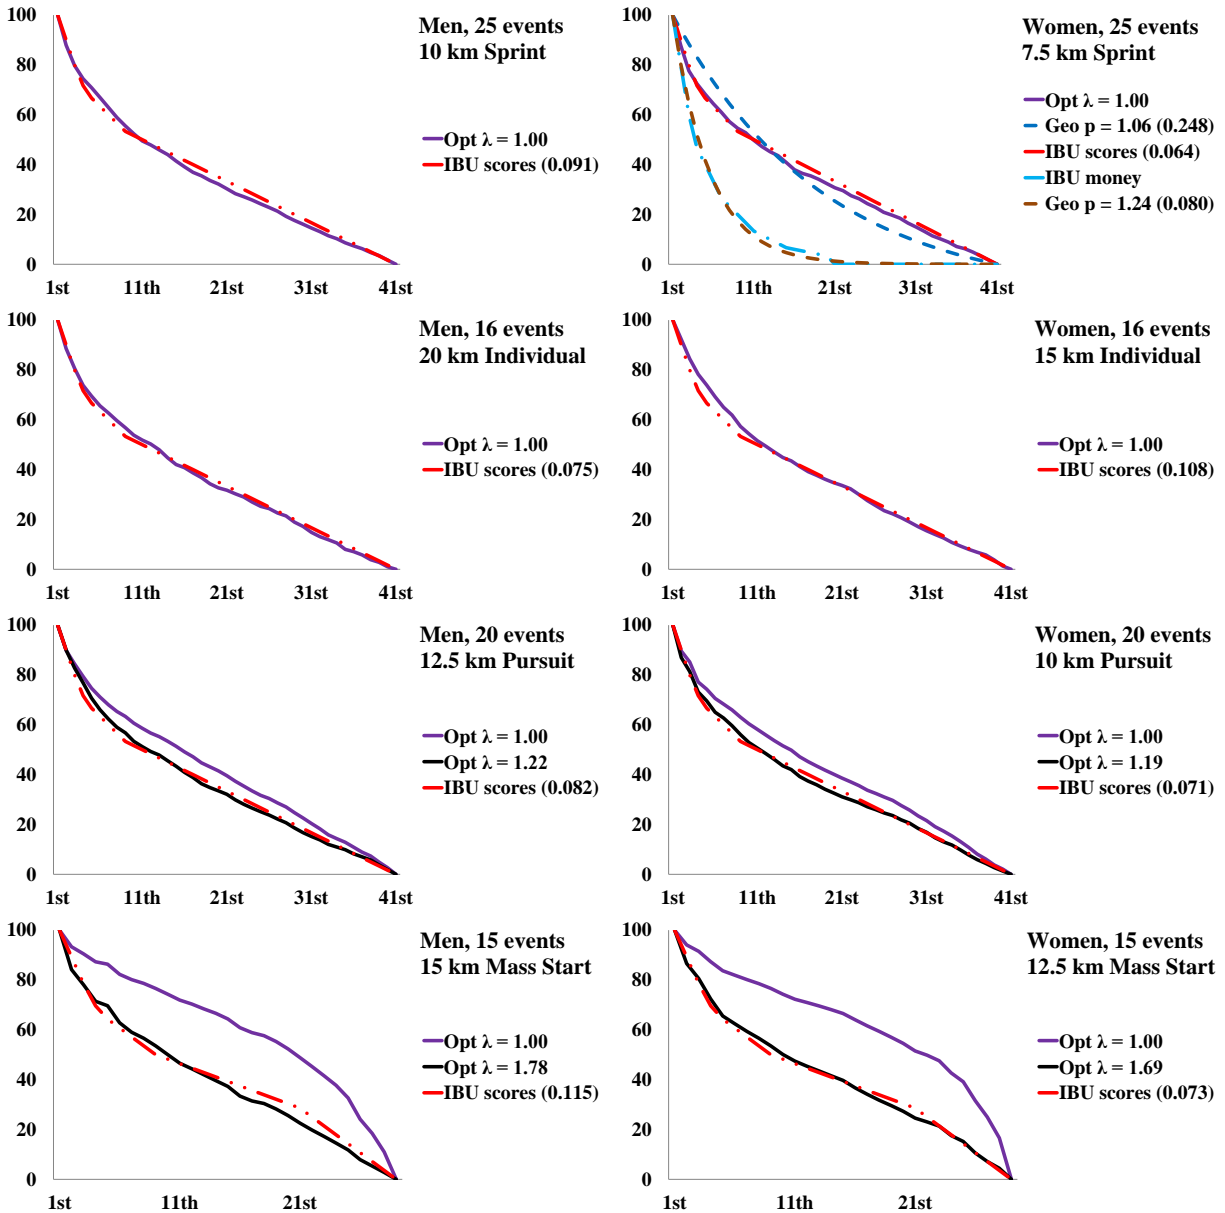 Men, 25 events
10 km Sprint
100
80
60
40
20
0
Opt λ = 1.00
IBU scores (0.091)
1st 11th 21st 31st 41st
Women, 25 events
7.5 km Sprint
100
80
60
40
20
0
Opt λ = 1.00
Geo p = 1.06 (0.248)
IBU scores (0.064)
IBU money
Geo p = 1.24 (0.080)
1st 11th 21st 31st 41st
Men, 16 events
20 km Individual
100
80
60
40
20
0
Opt λ = 1.00
IBU scores (0.075)
1st 11th 21st 31st 41st
Women, 16 events
15 km Individual
100
80
60
40
20
0
Opt λ = 1.00
IBU scores (0.108)
1st 11th 21st 31st 41st
Men, 20 events
12.5 km Pursuit
100
80
60
40
20
0
Opt λ = 1.00
Opt λ = 1.22
IBU scores (0.082)
1st 11th 21st 31st 41st
Women, 20 events
10 km Pursuit
100
80
60
40
20
0
Opt λ = 1.00
Opt λ = 1.19
IBU scores (0.071)
1st 11th 21st 31st 41st
Men, 15 events
15 km Mass Start
100
80
60
40
20
0
Opt λ = 1.00
Opt λ = 1.78
IBU scores (0.115)
1st 11th 21st
Women, 15 events
12.5 km Mass Start
100
80
60
40
20
0
Opt λ = 1.00
Opt λ = 1.69
IBU scores (0.073)
1st 11th 21st